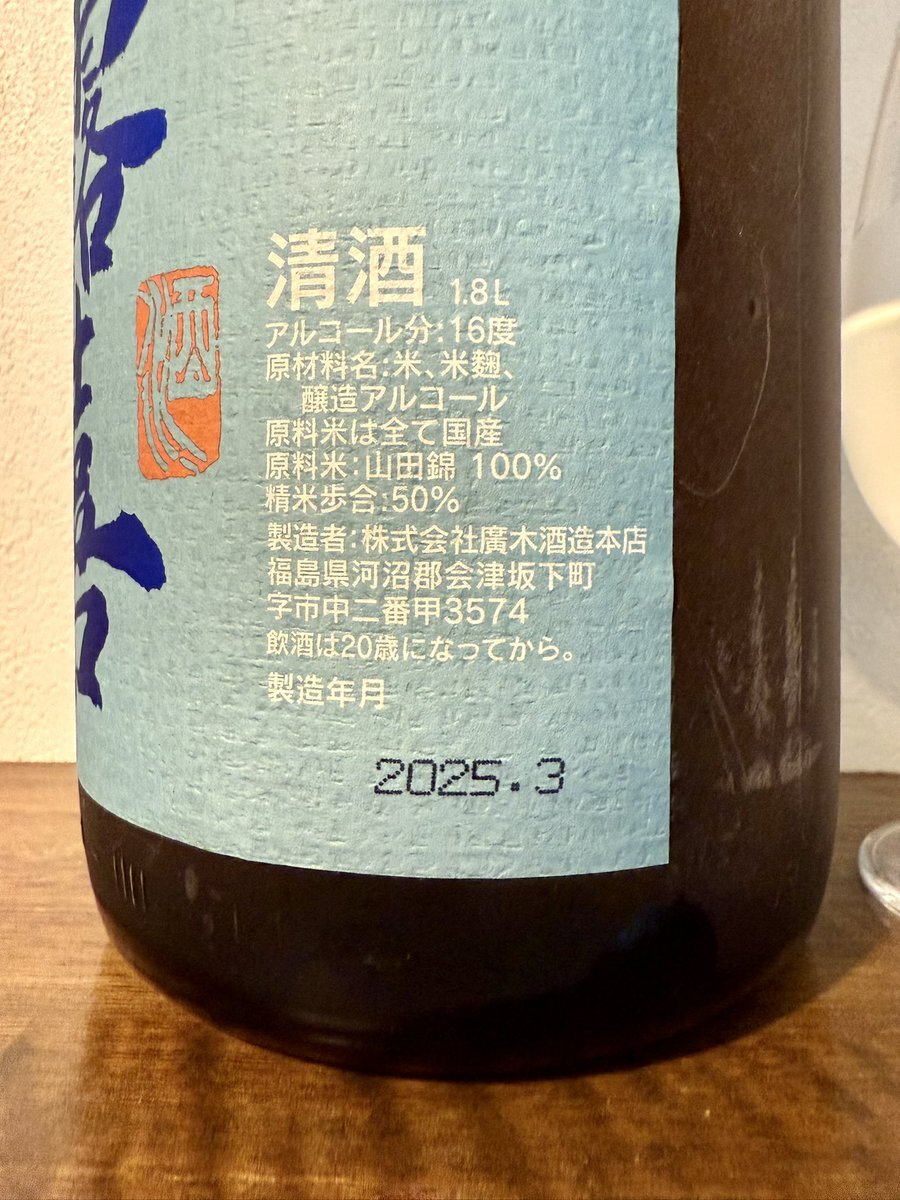 清酒 1.8L
アルコール分:16度
原材料名:米、米麹、
醸造アルコール
原料米は全て国産
原料米:山田錦 100%
精米歩合:50%
製造者:株式会社廣木酒造本店
福島県河沼郡会津坂下町
字市中二番甲3574
飲酒は20歳になってから。
製造年月
2025.3
酒